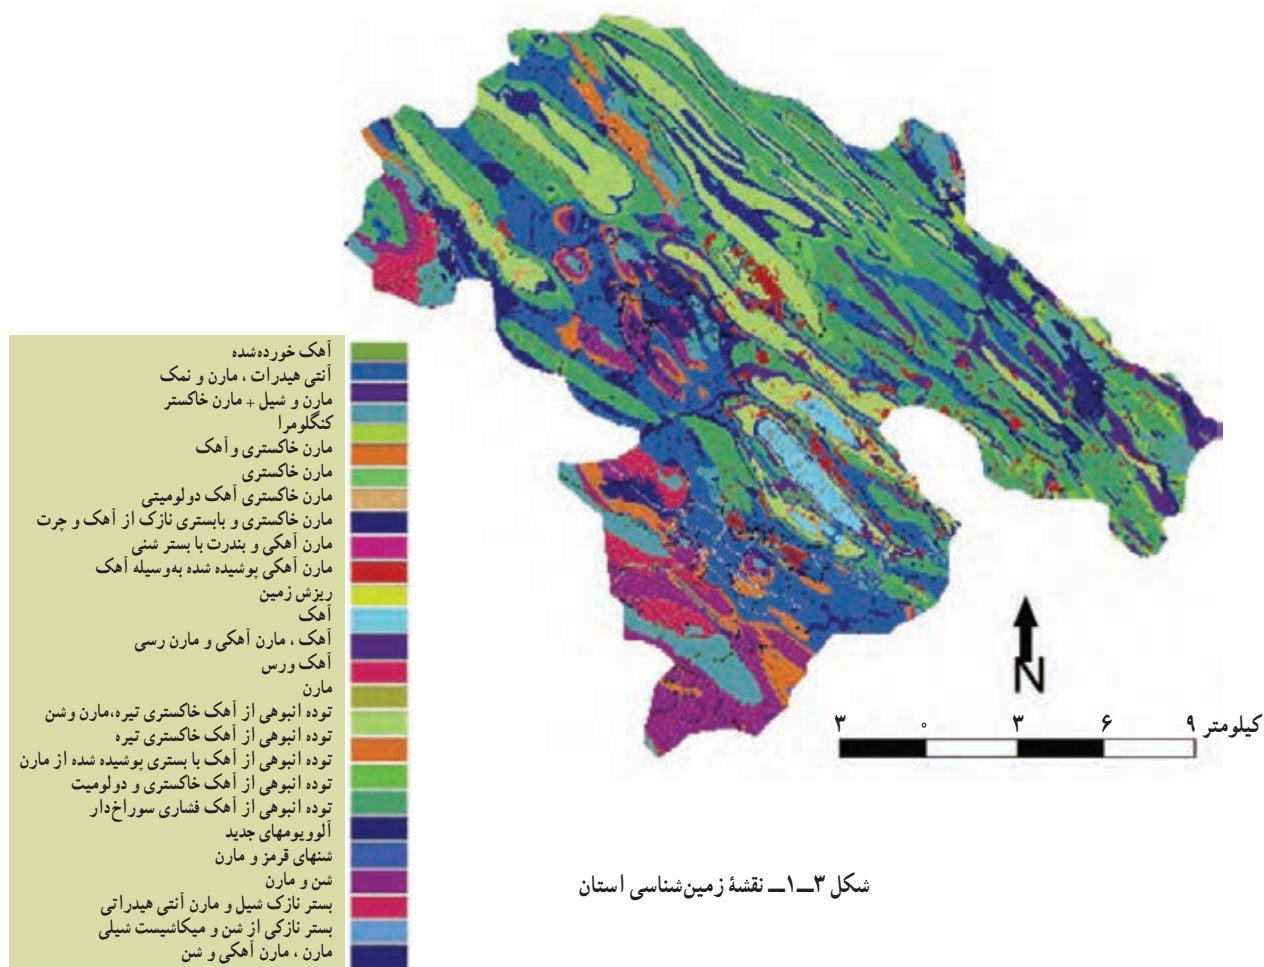 آهک خورده‌شده
آنتی هیدرات ، مارن و نمک
مارن و شیل + مارن خاکستر
کنگلومرا
مارن خاکستری و آهک
مارن خاکستری
مارن خاکستری آهک دولومیتی
مارن خاکستری و بابستری نازک از آهک و چرت
مارن آهکی و بندرت با بستر شنی
مارن آهکی پوشیده شده به‌وسیله آهک
ریزش زمین
آهک
آهک ، مارن آهکی و مارن رسی
آهک ورس
مارن
توده انبوهی از آهک خاکستری تیره،مارن وشن
توده انبوهی از آهک خاکستری تیره
توده انبوهی از آهک با بستری پوشیده شده از مارن
توده انبوهی از آهک خاکستری و دولومیت
توده انبوهی از آهک فشاری سوراخ‌دار
آلوویومهای جدید
شنهای قرمز و مارن
شن و مارن
بستر نازک شیل و مارن آنتی هیدراتی
بستر نازکی از شن و میکاشیست شیلی
مارن ، مارن آهکی و شن
N
۳ ۰ ۳ ۶ ۹ کیلومتر
شکل ۳ــ۱ــ نقشهٔ زمین‌شناسی استان